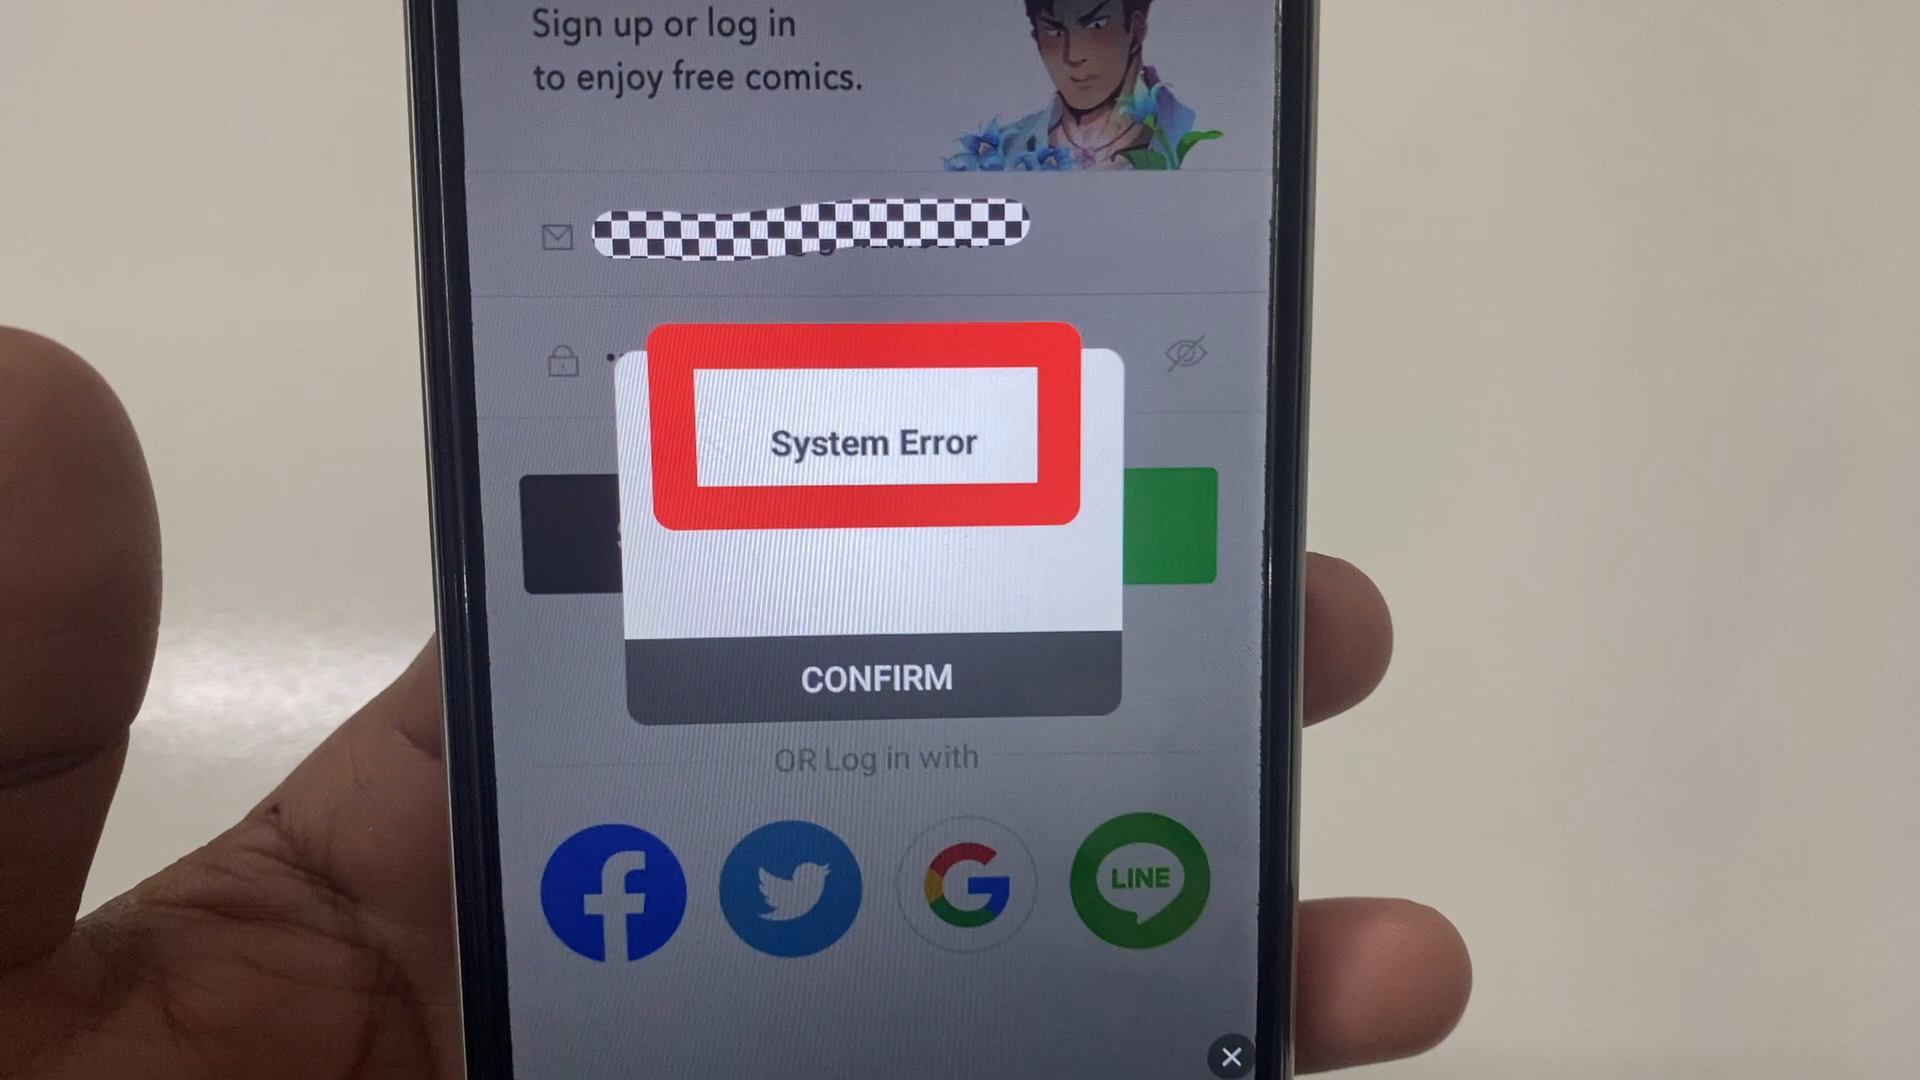 Sign up or log in
to enjoy free comics.
System Error
CONFIRM
OR Log in with
LINE